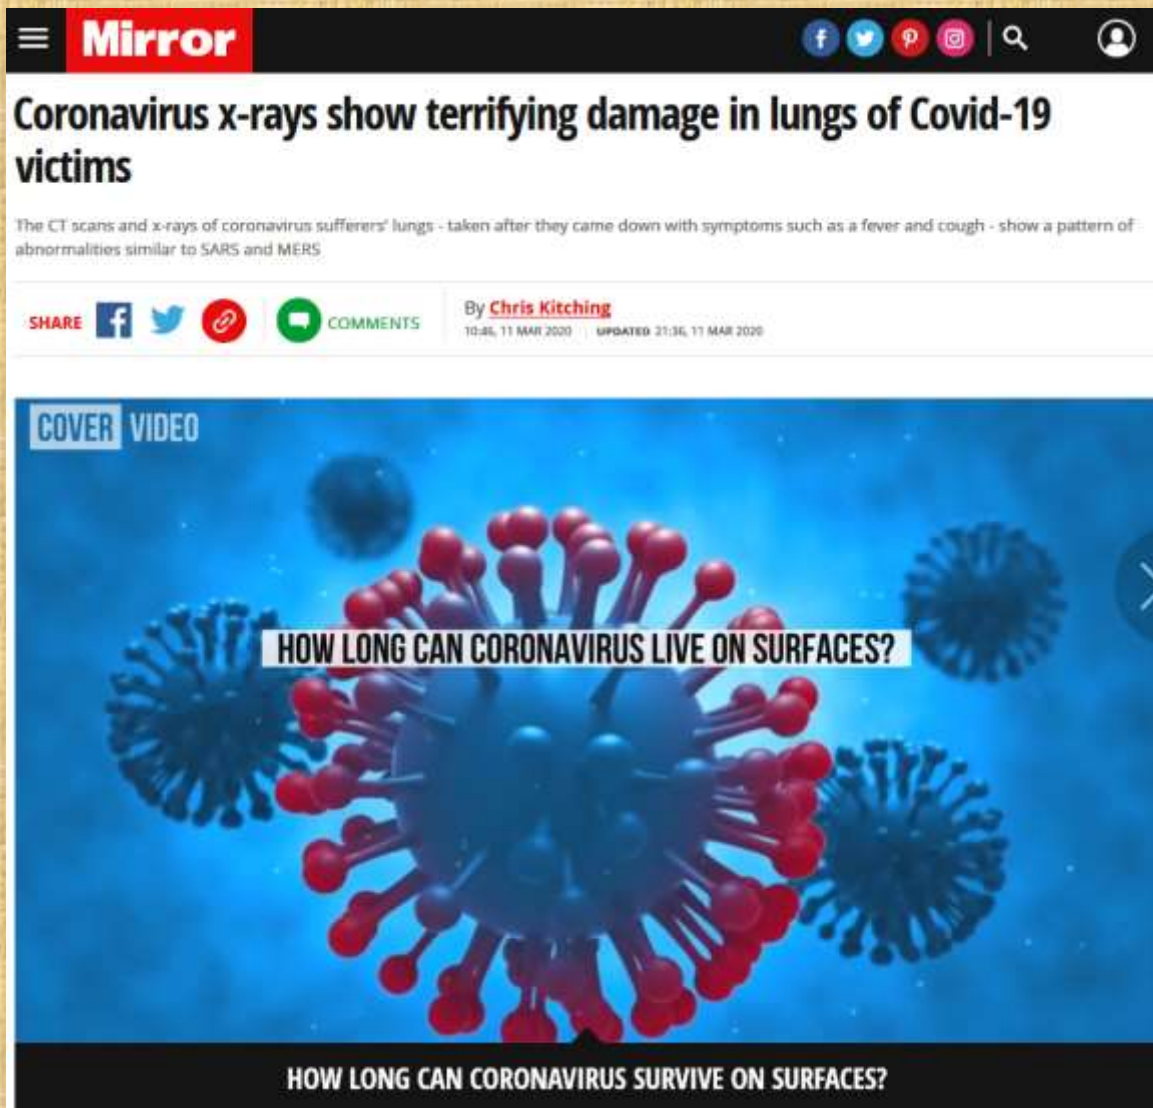 Mirror
Coronavirus x-rays show terrifying damage in lungs of Covid-19
victims
The CT scans and x-rays of coronavirus sufferers' lungs - taken after they came down with symptoms such as a fever and cough - show a pattern of
abnormalities similar to SARS and MERS
SHARE
COMMENTS
By Chris Kitching
10:46, 11 MAR 2020 UPDATED 21:36, 11 MAR 2020
COVER VIDEO
HOW LONG CAN CORONAVIRUS LIVE ON SURFACES?
HOW LONG CAN CORONAVIRUS SURVIVE ON SURFACES?